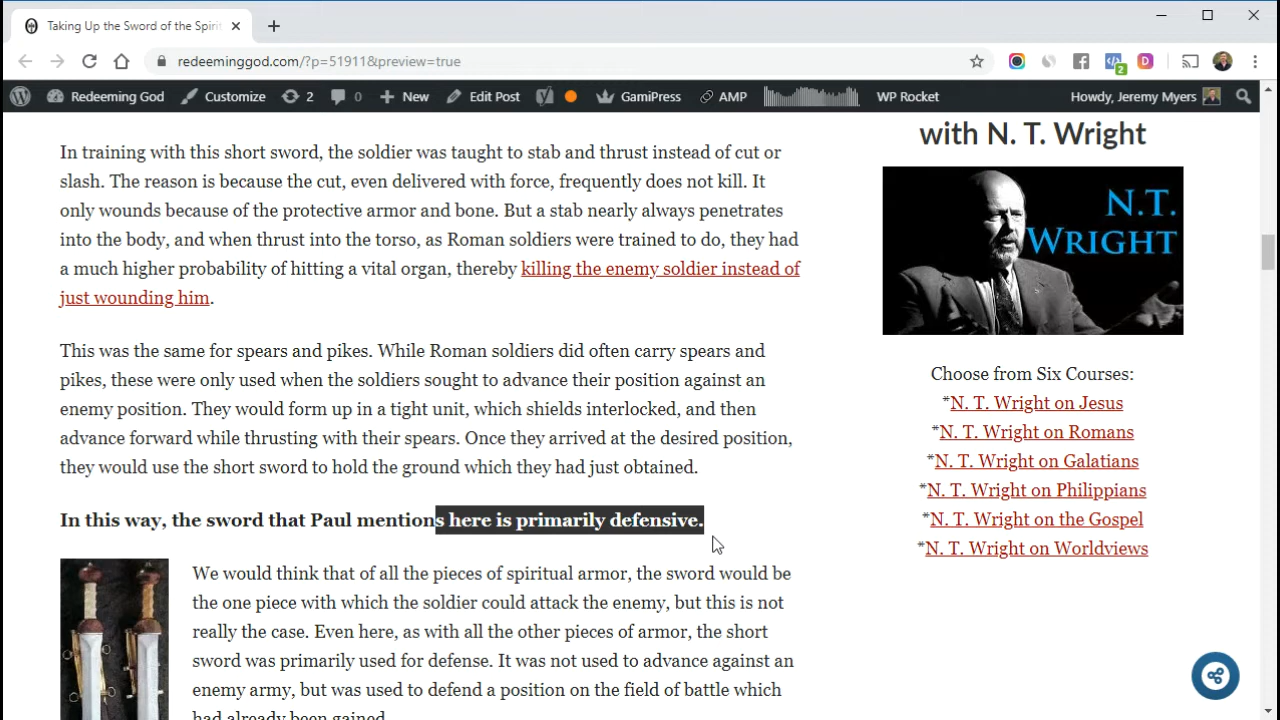 Taking Up the Sword of the Spiri
redeeminggod.com/?p=51911&preview=true
2
Redeeming God Customize 2 0 New Edit Post GamiPress AMP WP Rocket Howdy, Jeremy Myers
In training with this short sword, the soldier was taught to stab and thrust instead of cut or
slash. The reason is because the cut, even delivered with force, frequently does not kill. It
only wounds because of the protective armor and bone. But a stab nearly always penetrates
into the body, and when thrust into the torso, as Roman soldiers were trained to do, they had
a much higher probability of hitting a vital organ, thereby killing the enemy soldier instead of
just wounding him.
This was the same for spears and pikes. While Roman soldiers did often carry spears and
pikes, these were only used when the soldiers sought to advance their position against an
enemy position. They would form up in a tight unit, which shields interlocked, and then
advance forward while thrusting with their spears. Once they arrived at the desired position,
they would use the short sword to hold the ground which they had just obtained.
In this way, the sword that Paul mentions here is primarily defensive.
We would think that of all the pieces of spiritual armor, the sword would be
the one piece with which the soldier could attack the enemy, but this is not
really the case. Even here, as with all the other pieces of armor, the short
sword was primarily used for defense. It was not used to advance against an
enemy army, but was used to defend a position on the field of battle which
had already been gained.
with N. T. Wright
N.T.
WRIGHT
Choose from Six Courses:
*N. T. Wright on Jesus
*N. T. Wright on Romans
*N. T. Wright on Galatians
*N. T. Wright on Philippians
*N. T. Wright on the Gospel
*N. T. Wright on Worldviews